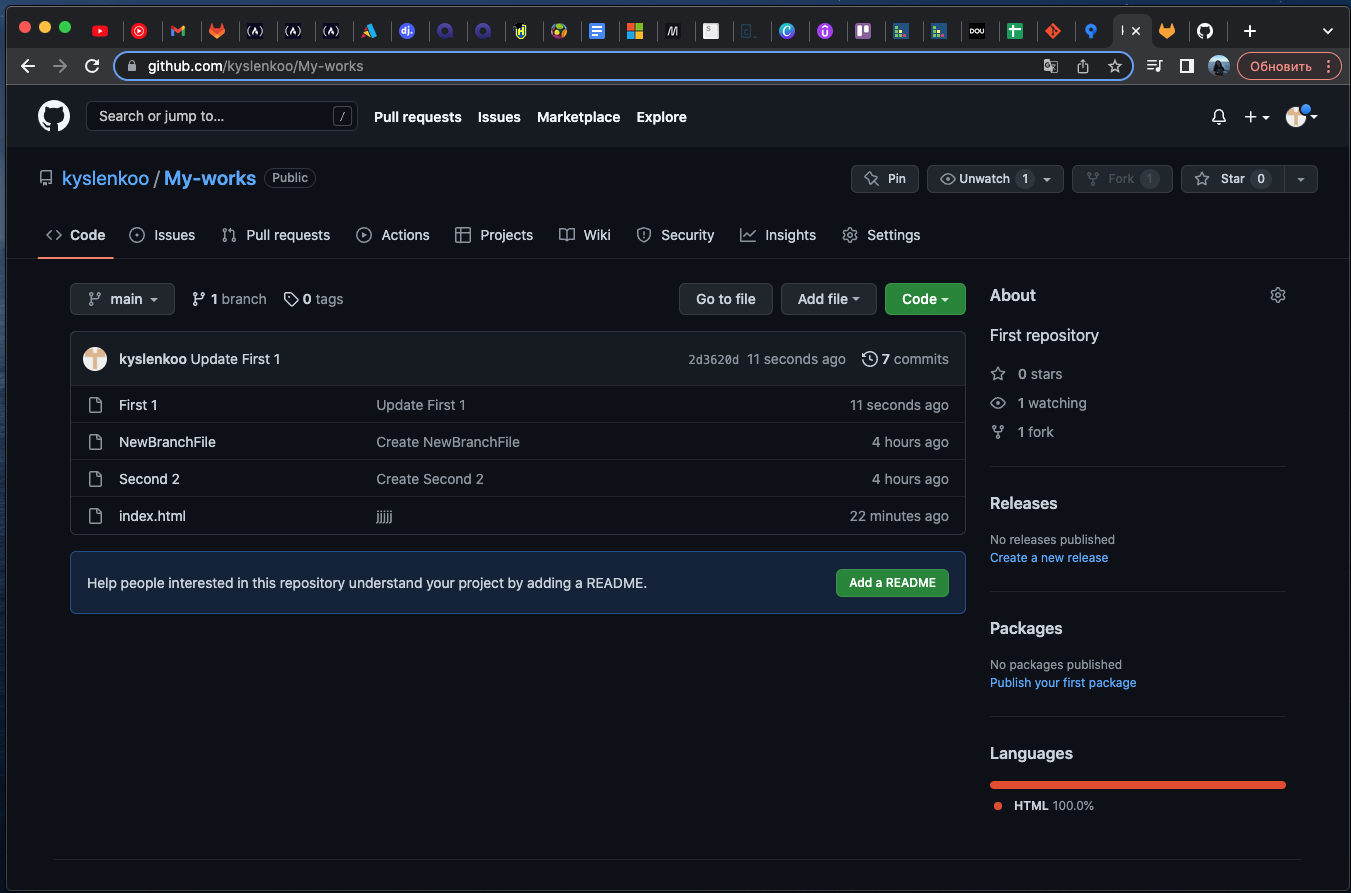 github.com/kyslenkoo/My-works
Обновить
Search or jump to...
/
Pull requests
Issues
Marketplace
Explore
kyslenkoo / My-works
Public
Pin
Unwatch 1
Fork 1
Star 0
Code
Issues
Pull requests
Actions
Projects
Wiki
Security
Insights
Settings
main
1 branch
0 tags
Go to file
Add file
Code
kyslenkoo Update First 1
2d3620d 11 seconds ago
7 commits
First 1 Update First 1 11 seconds ago
NewBranchFile Create NewBranchFile 4 hours ago
Second 2 Create Second 2 4 hours ago
index.html jjjjj 22 minutes ago
Help people interested in this repository understand your project by adding a README.
Add a README
About
First repository
0 stars
1 watching
1 fork
Releases
No releases published
Create a new release
Packages
No packages published
Publish your first package
Languages
HTML 100.0%